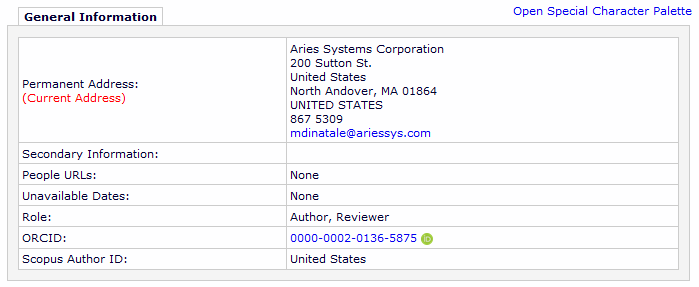 General Information
Open Special Character Palette
Permanent Address:
(Current Address)
Aries Systems Corporation
200 Sutton St.
United States
North Andover, MA 01864
UNITED STATES
867 5309
mdinatale@ariessys.com
Secondary Information:
People URLs:
None
Unavailable Dates:
None
Role:
Author, Reviewer
ORCID:
0000-0002-0136-5875 iD
Scopus Author ID:
United States